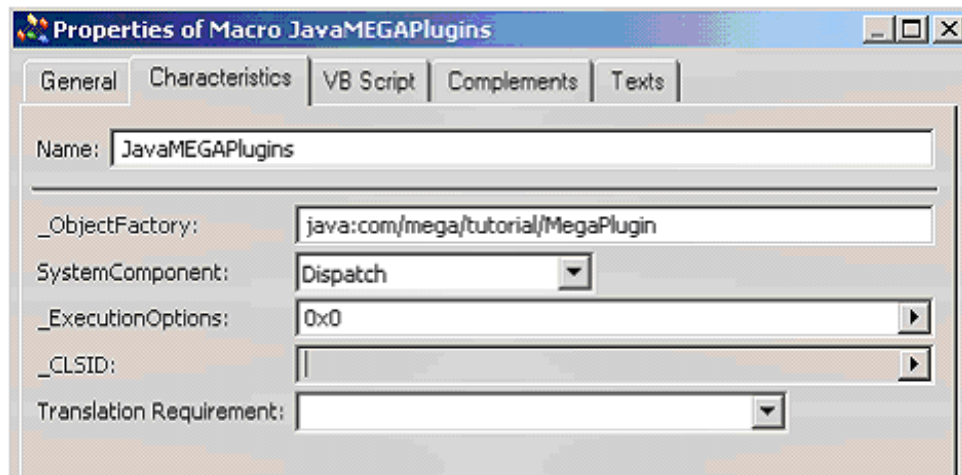 Properties of Macro JavaMEGAPlugins
General Characteristics VB Script Complements Texts
Name: JavaMEGAPlugins
_ObjectFactory: java:com/mega/tutorial/MegaPlugin
SystemComponent: Dispatch
_ExecutionOptions: 0x0
_CLSID:
Translation Requirement: